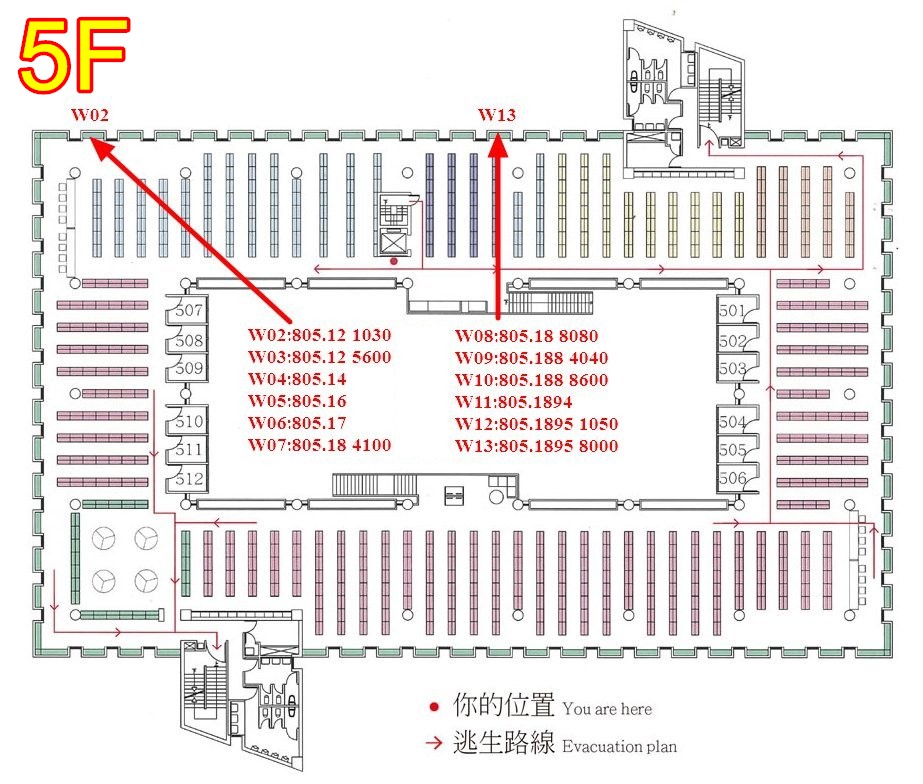 5F
W02
W13
507
508
509
510
511
512
501
502
503
504
505
506
W02:805.12 1030
W03:805.12 5600
W04:805.14
W05:805.16
W06:805.17
W07:805.18 4100
W08:805.18 8080
W09:805.188 4040
W10:805.188 8600
W11:805.1894
W12:805.1895 1050
W13:805.1895 8000
你的位置 You are here
逃生路線 Evacuation plan